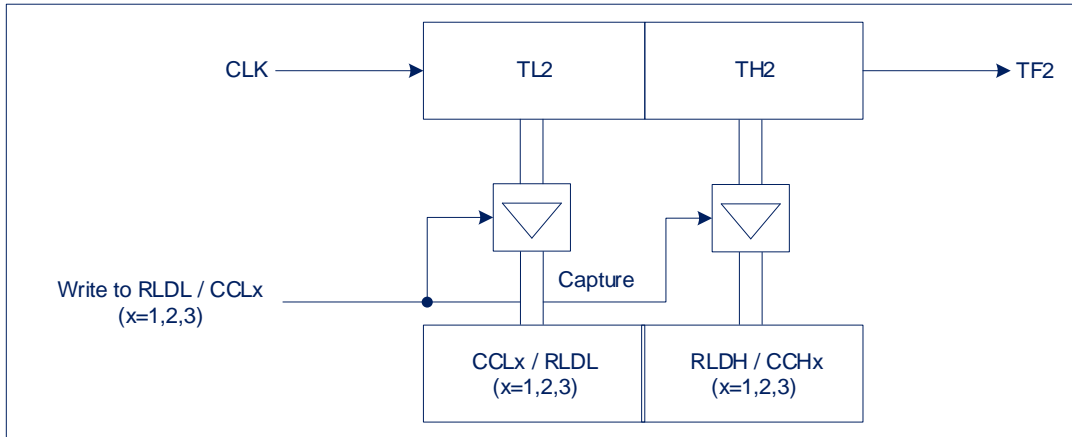 CLK
TL2
TH2
TF2
Write to RLDL / CCLx
(x=1,2,3)
Capture
CCLx / RLDL
(x=1,2,3)
RLDH / CCHx
(x=1,2,3)